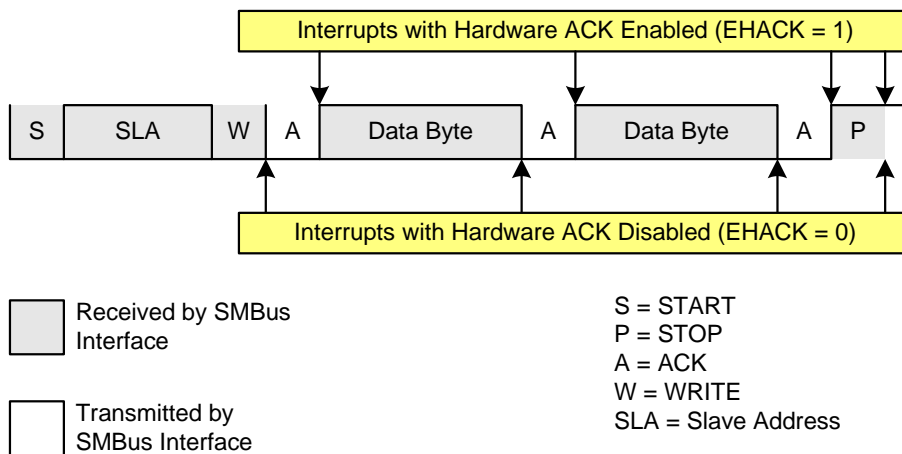 Interrupts with Hardware ACK Enabled (EHACK = 1)
S SLA W A Data Byte A Data Byte A P
Interrupts with Hardware ACK Disabled (EHACK = 0)
Received by SMBus
Interface
Transmitted by
SMBus Interface
S = START
P = STOP
A = ACK
W = WRITE
SLA = Slave Address